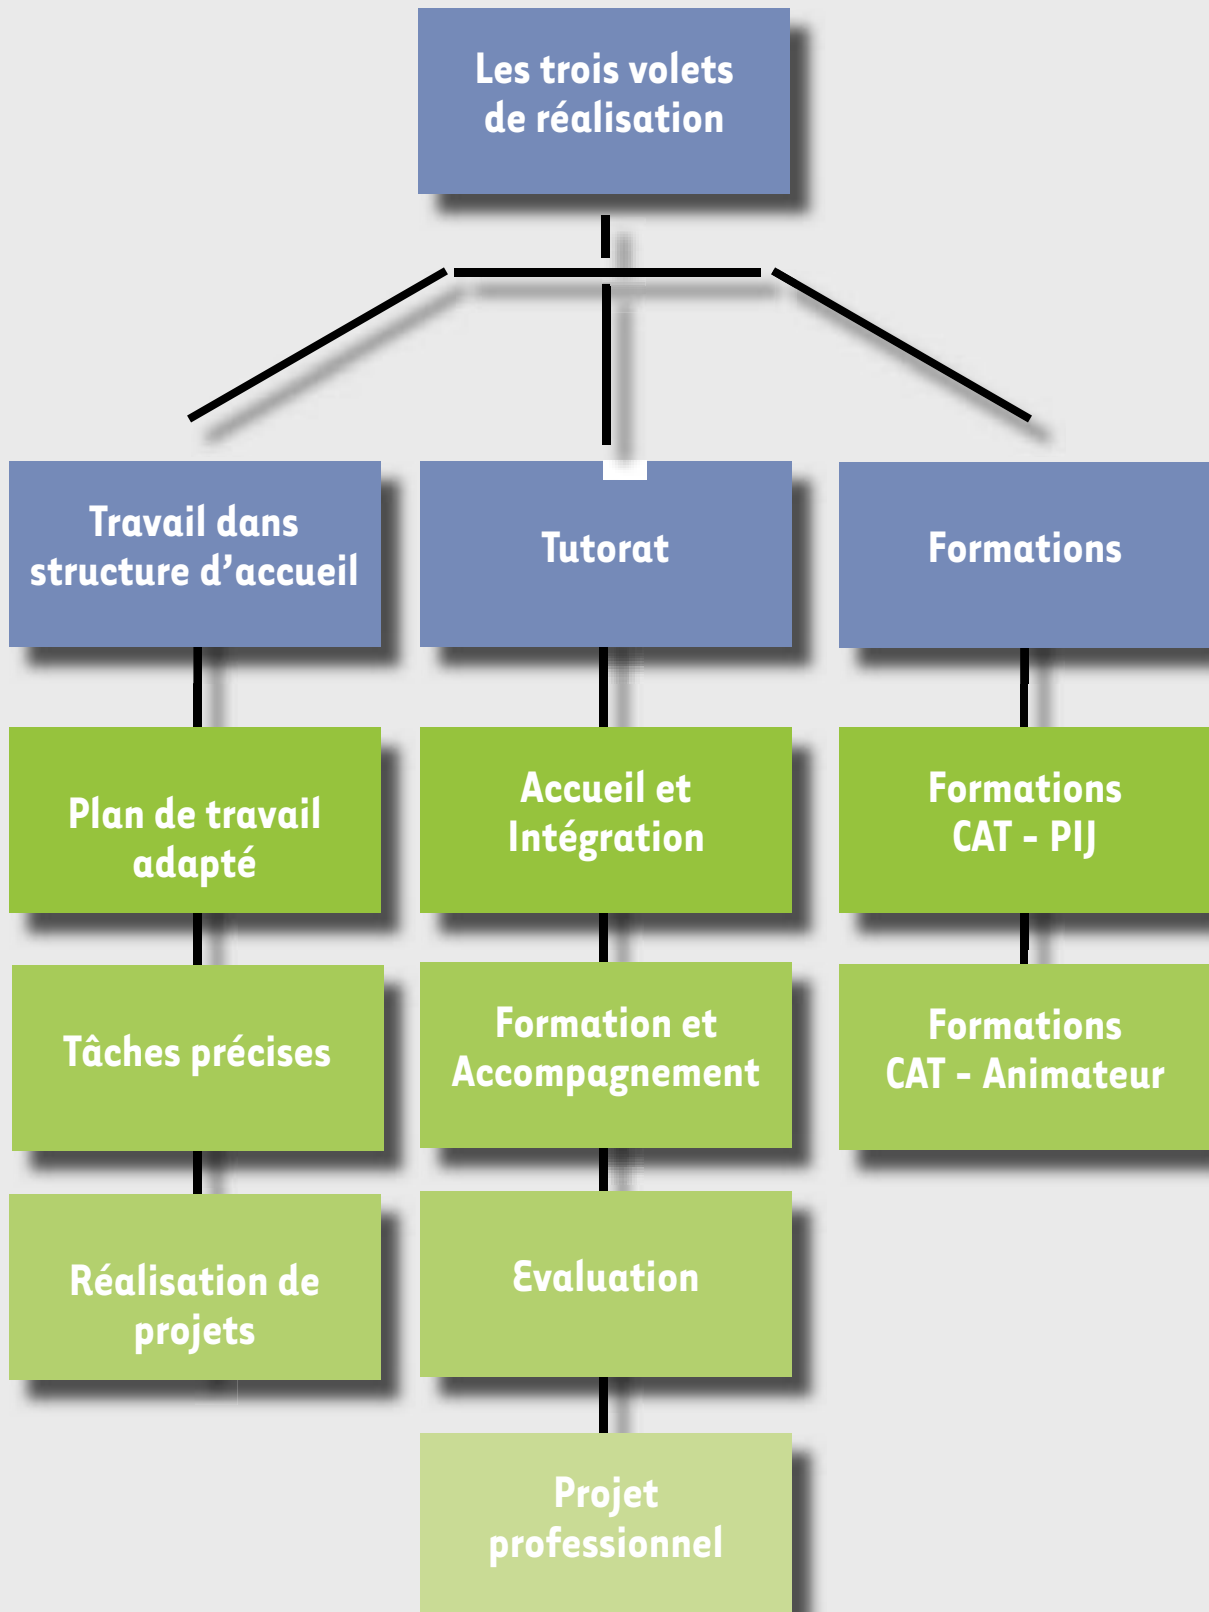 Les trois volets
de réalisation
Travail dans
structure d’accueil
Tutorat
Formations
Plan de travail
adapté
Accueil et
Intégration
Formations
CAT - PIJ
Tâches précises
Formation et
Accompagnement
Formations
CAT - Animateur
Réalisation de
projets
Evaluation
Projet
professionnel